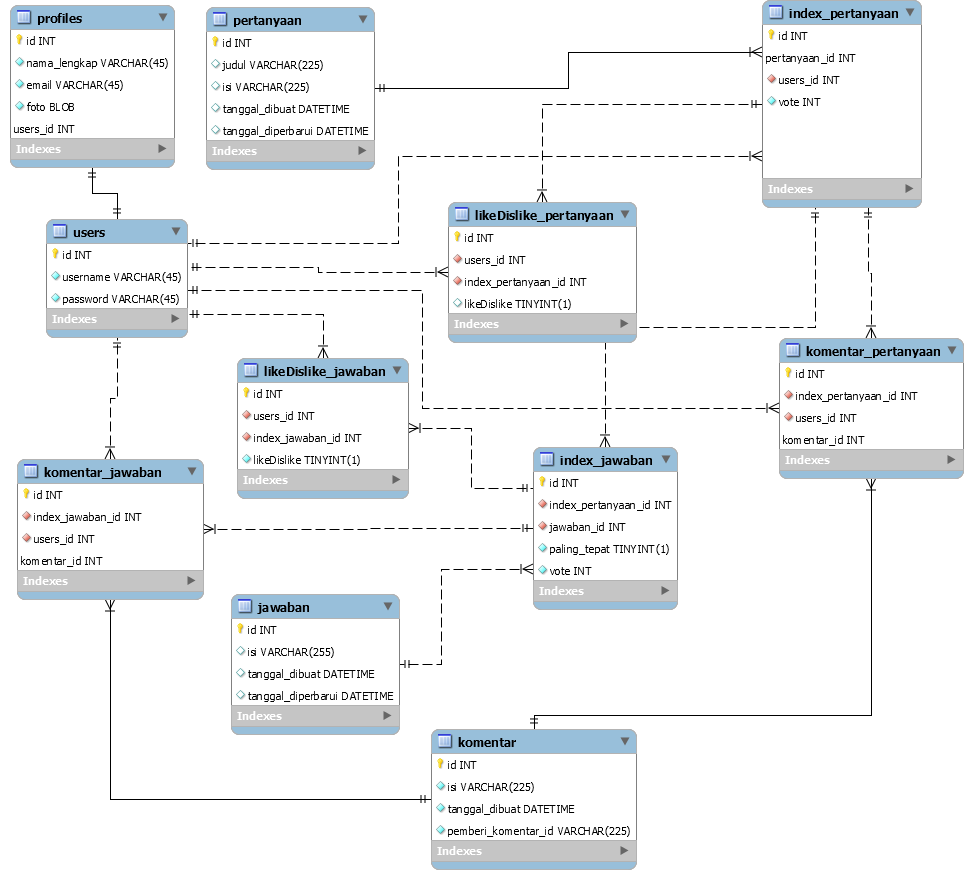 profiles
id INT
nama_lengkap VARCHAR(45)
email VARCHAR(45)
foto BLOB
users_id INT
Indexes
pertanyaan
id INT
judul VARCHAR(225)
isi VARCHAR(225)
tanggal_dibuat DATETIME
tanggal_diperbarui DATETIME
Indexes
index_pertanyaan
id INT
pertanyaan_id INT
users_id INT
vote INT
Indexes
users
id INT
username VARCHAR(45)
password VARCHAR(45)
Indexes
likeDislike_pertanyaan
id INT
users_id INT
index_pertanyaan_id INT
likeDislike TINYINT(1)
Indexes
komentar_pertanyaan
id INT
index_pertanyaan_id INT
users_id INT
komentar_id INT
Indexes
likeDislike_jawaban
id INT
users_id INT
index_jawaban_id INT
likeDislike TINYINT(1)
Indexes
komentar_jawaban
id INT
index_jawaban_id INT
users_id INT
komentar_id INT
Indexes
index_jawaban
id INT
index_pertanyaan_id INT
jawaban_id INT
paling_tepat TINYINT(1)
vote INT
Indexes
jawaban
id INT
isi VARCHAR(255)
tanggal_dibuat DATETIME
tanggal_diperbarui DATETIME
Indexes
komentar
id INT
isi VARCHAR(225)
tanggal_dibuat DATETIME
pemberi_komentar_id VARCHAR(225)
Indexes